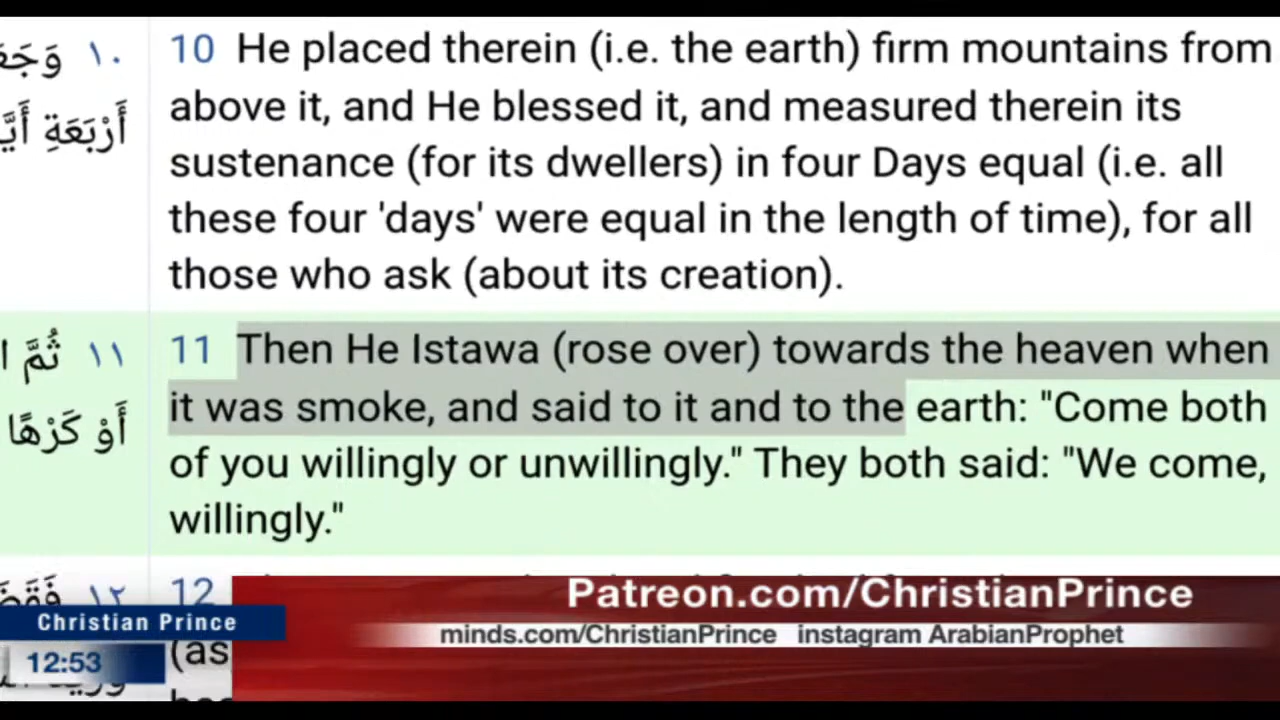 ١٠ 10 He placed therein (i.e. the earth) firm mountains from
أَرْبَعَةِ above it, and He blessed it, and measured therein its
sustenance (for its dwellers) in four Days equal (i.e. all
these four 'days' were equal in the length of time), for all
those who ask (about its creation).
١١ ثُمَّ 11 Then He Istawa (rose over) towards the heaven when
أَوْ كَرْهًا it was smoke, and said to it and to the earth: "Come both
of you willingly or unwillingly." They both said: "We come,
willingly."
١٢ 12
(as
Patreon.com/ChristianPrince
Christian Prince
minds.com/ChristianPrince instagram ArabianProphet
12:53